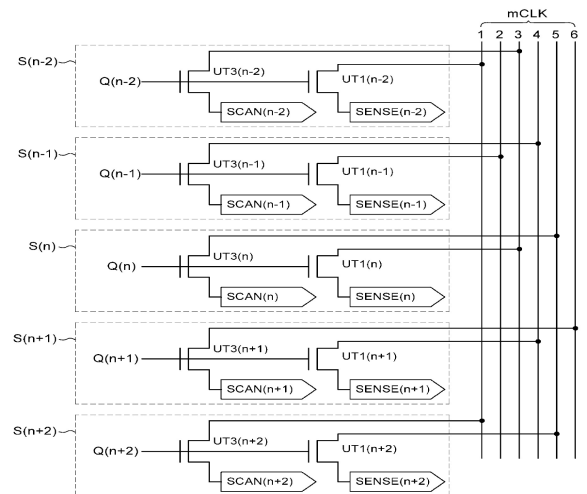 mCLK
1 2 3 4 5 6
S(n-2)
Q(n-2)
UT3(n-2)
UT1(n-2)
SCAN(n-2)
SENSE(n-2)
S(n-1)
Q(n-1)
UT3(n-1)
UT1(n-1)
SCAN(n-1)
SENSE(n-1)
S(n)
Q(n)
UT3(n)
UT1(n)
SCAN(n)
SENSE(n)
S(n+1)
Q(n+1)
UT3(n+1)
UT1(n+1)
SCAN(n+1)
SENSE(n+1)
S(n+2)
Q(n+2)
UT3(n+2)
UT1(n+2)
SCAN(n+2)
SENSE(n+2)